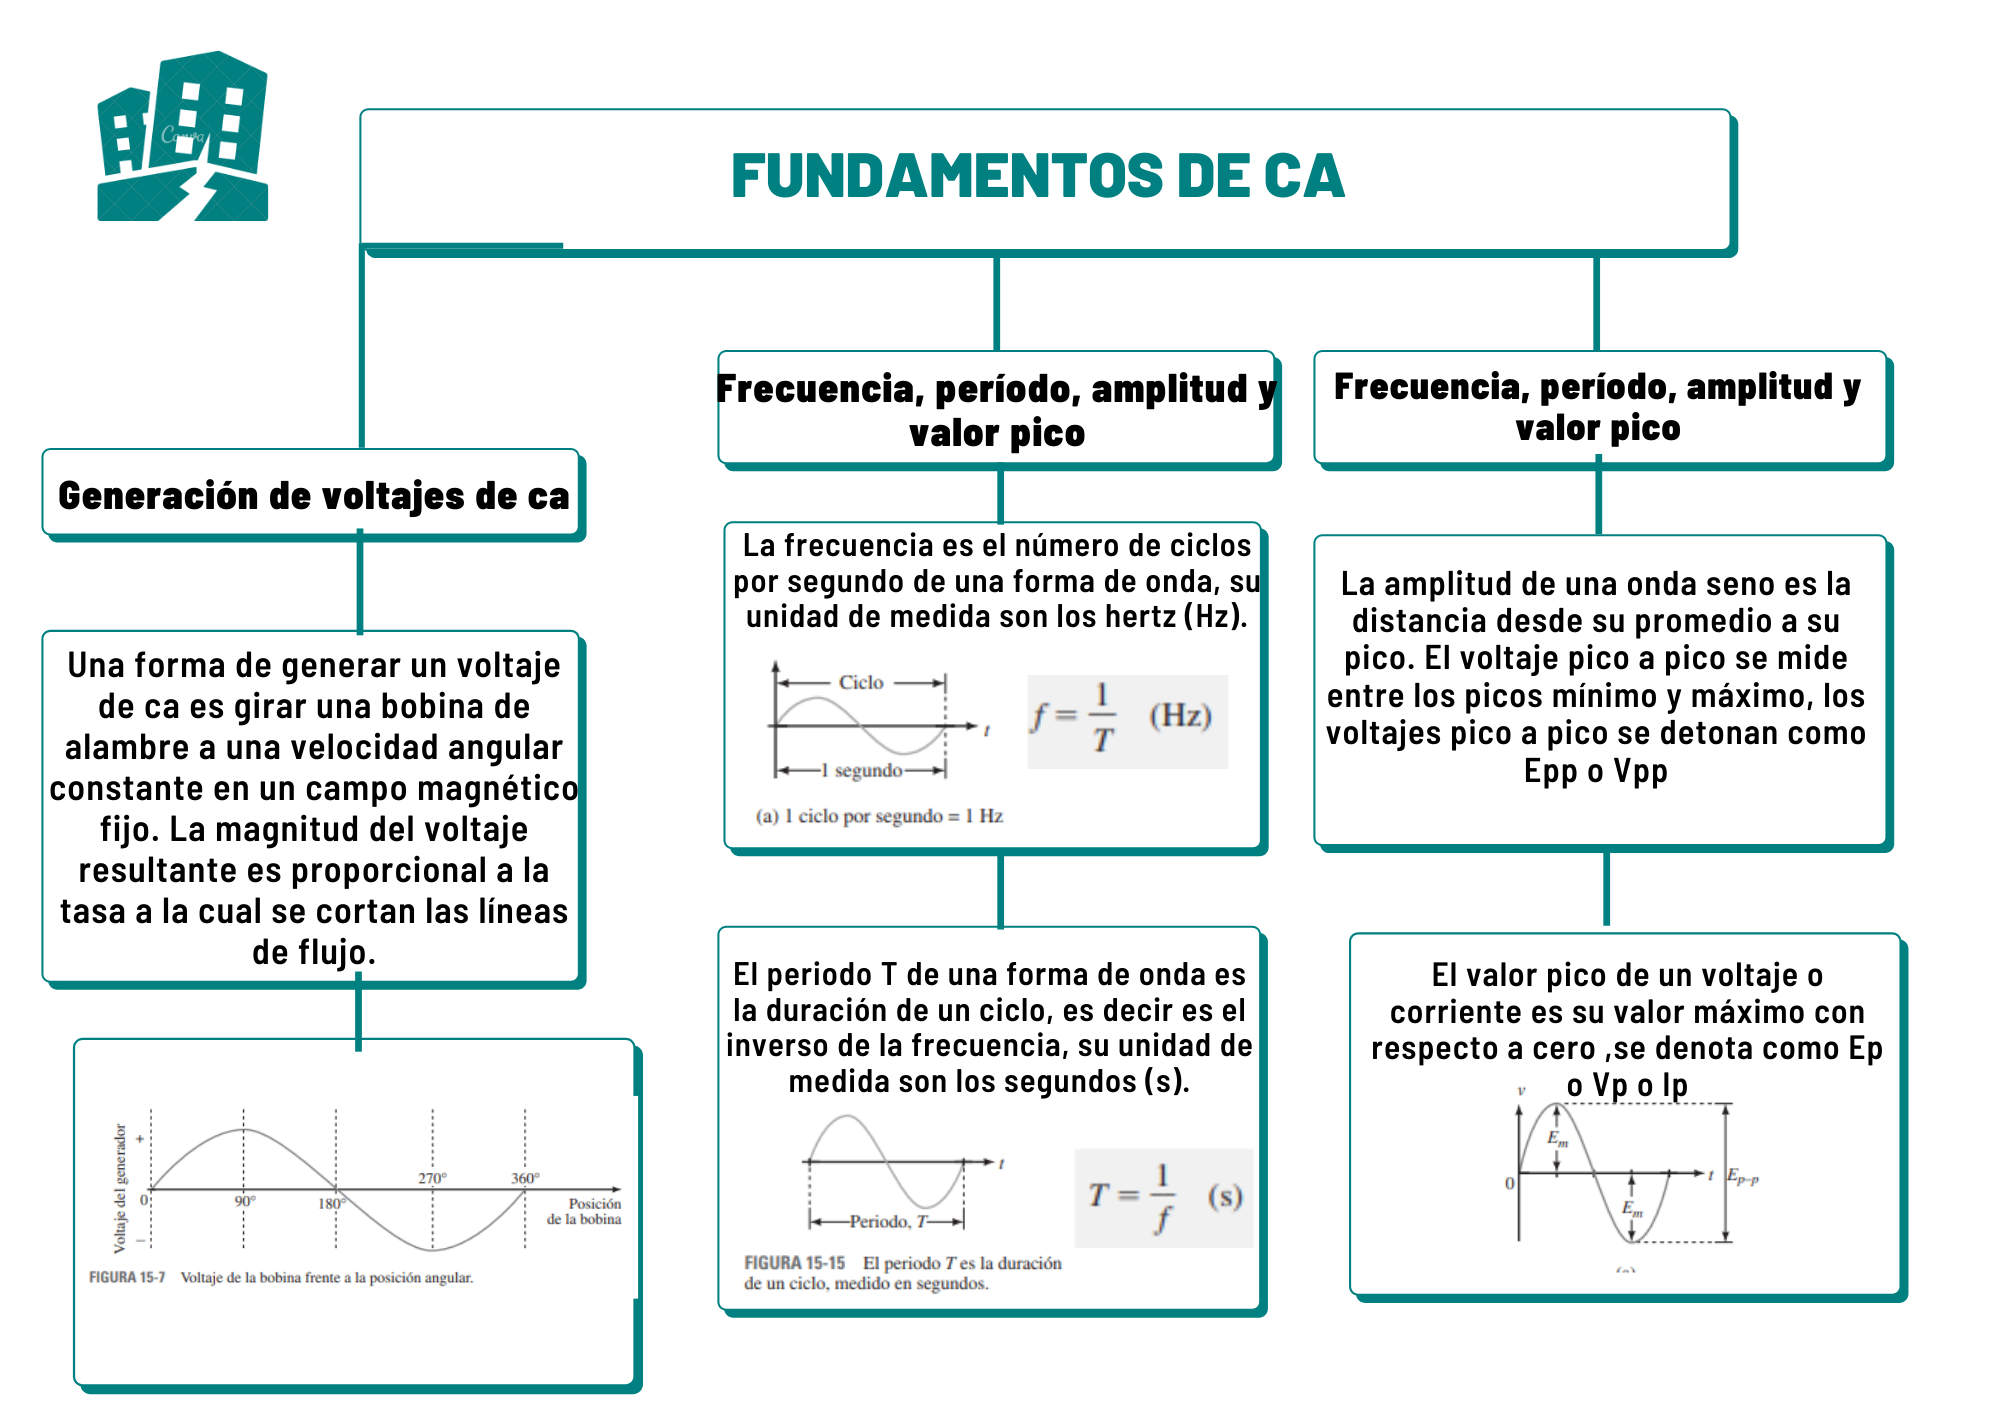 Canva
FUNDAMENTOS DE CA
Generación de voltajes de ca
Una forma de generar un voltaje
de ca es girar una bobina de
alambre a una velocidad angular
constante en un campo magnético
fijo. La magnitud del voltaje
resultante es proporcional a la
tasa a la cual se cortan las líneas
de flujo.
Voltaje del generador
+
0
−
90°
180°
270°
360°
Posición
de la bobina
FIGURA 15-7 Voltaje de la bobina frente a la posición angular.
Frecuencia, período, amplitud y
valor pico
La frecuencia es el número de ciclos
por segundo de una forma de onda, su
unidad de medida son los hertz (Hz).
Ciclo
t
1 segundo
(a) 1 ciclo por segundo = 1 Hz
f = 1/T (Hz)
El periodo T de una forma de onda es
la duración de un ciclo, es decir es el
inverso de la frecuencia, su unidad de
medida son los segundos (s).
t
Periodo, T
T = 1/f (s)
FIGURA 15-15 El periodo T es la duración
de un ciclo, medido en segundos.
Frecuencia, período, amplitud y
valor pico
La amplitud de una onda seno es la
distancia desde su promedio a su
pico. El voltaje pico a pico se mide
entre los picos mínimo y máximo, los
voltajes pico a pico se detonan como
Epp o Vpp
El valor pico de un voltaje o
corriente es su valor máximo con
respecto a cero ,se denota como Ep
o Vp o Ip
v
Em
0
t
Ep-p
Em